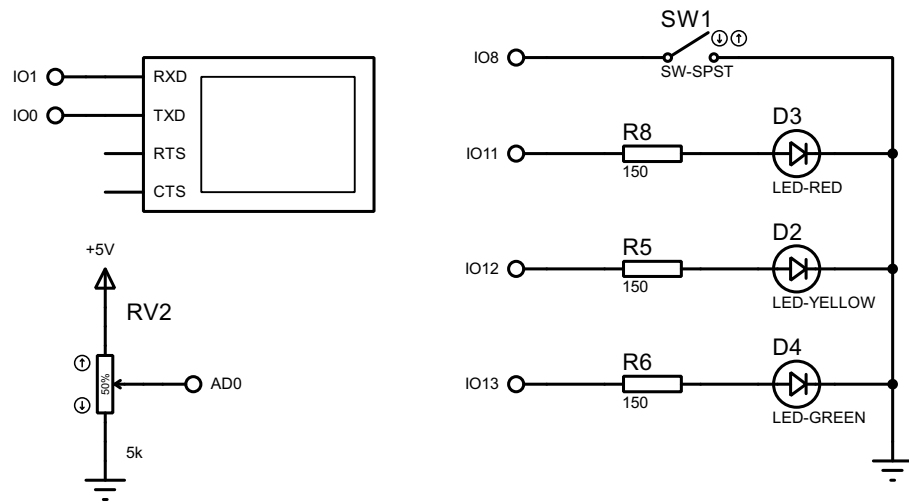 IO1
RXD
IO0
TXD
RTS
CTS
+5V
RV2
50%
AD0
5k
SW1
IO8
SW-SPST
D3
R8
IO11
150
LED-RED
D2
R5
IO12
150
LED-YELLOW
D4
R6
IO13
150
LED-GREEN